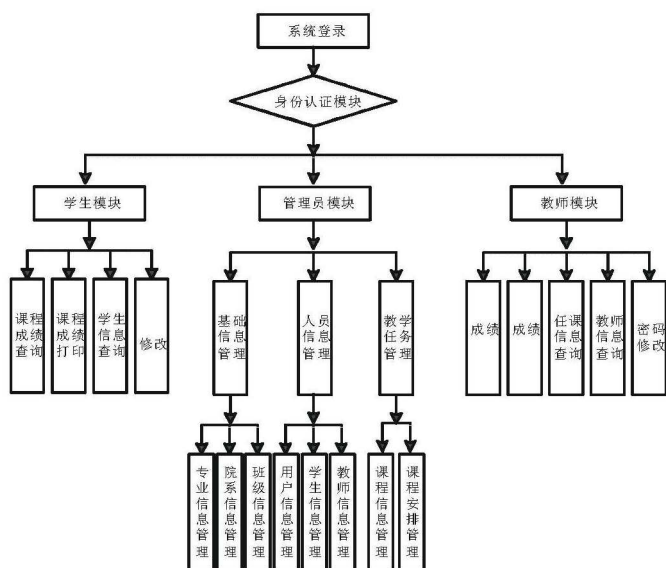 系统登录
身份认证模块
学生模块
管理员模块
教师模块
课程
成绩
查询
课程
成绩
打印
学生
信息
查询
修改
基础
信息
管理
人员
信息
管理
教学
任务
管理
成绩
成绩
任课
信息
查询
教师
信息
查询
密码
修改
专业信息管理
院系信息管理
班级信息管理
用户信息管理
学生信息管理
教师信息管理
课程信息管理
课程安排管理